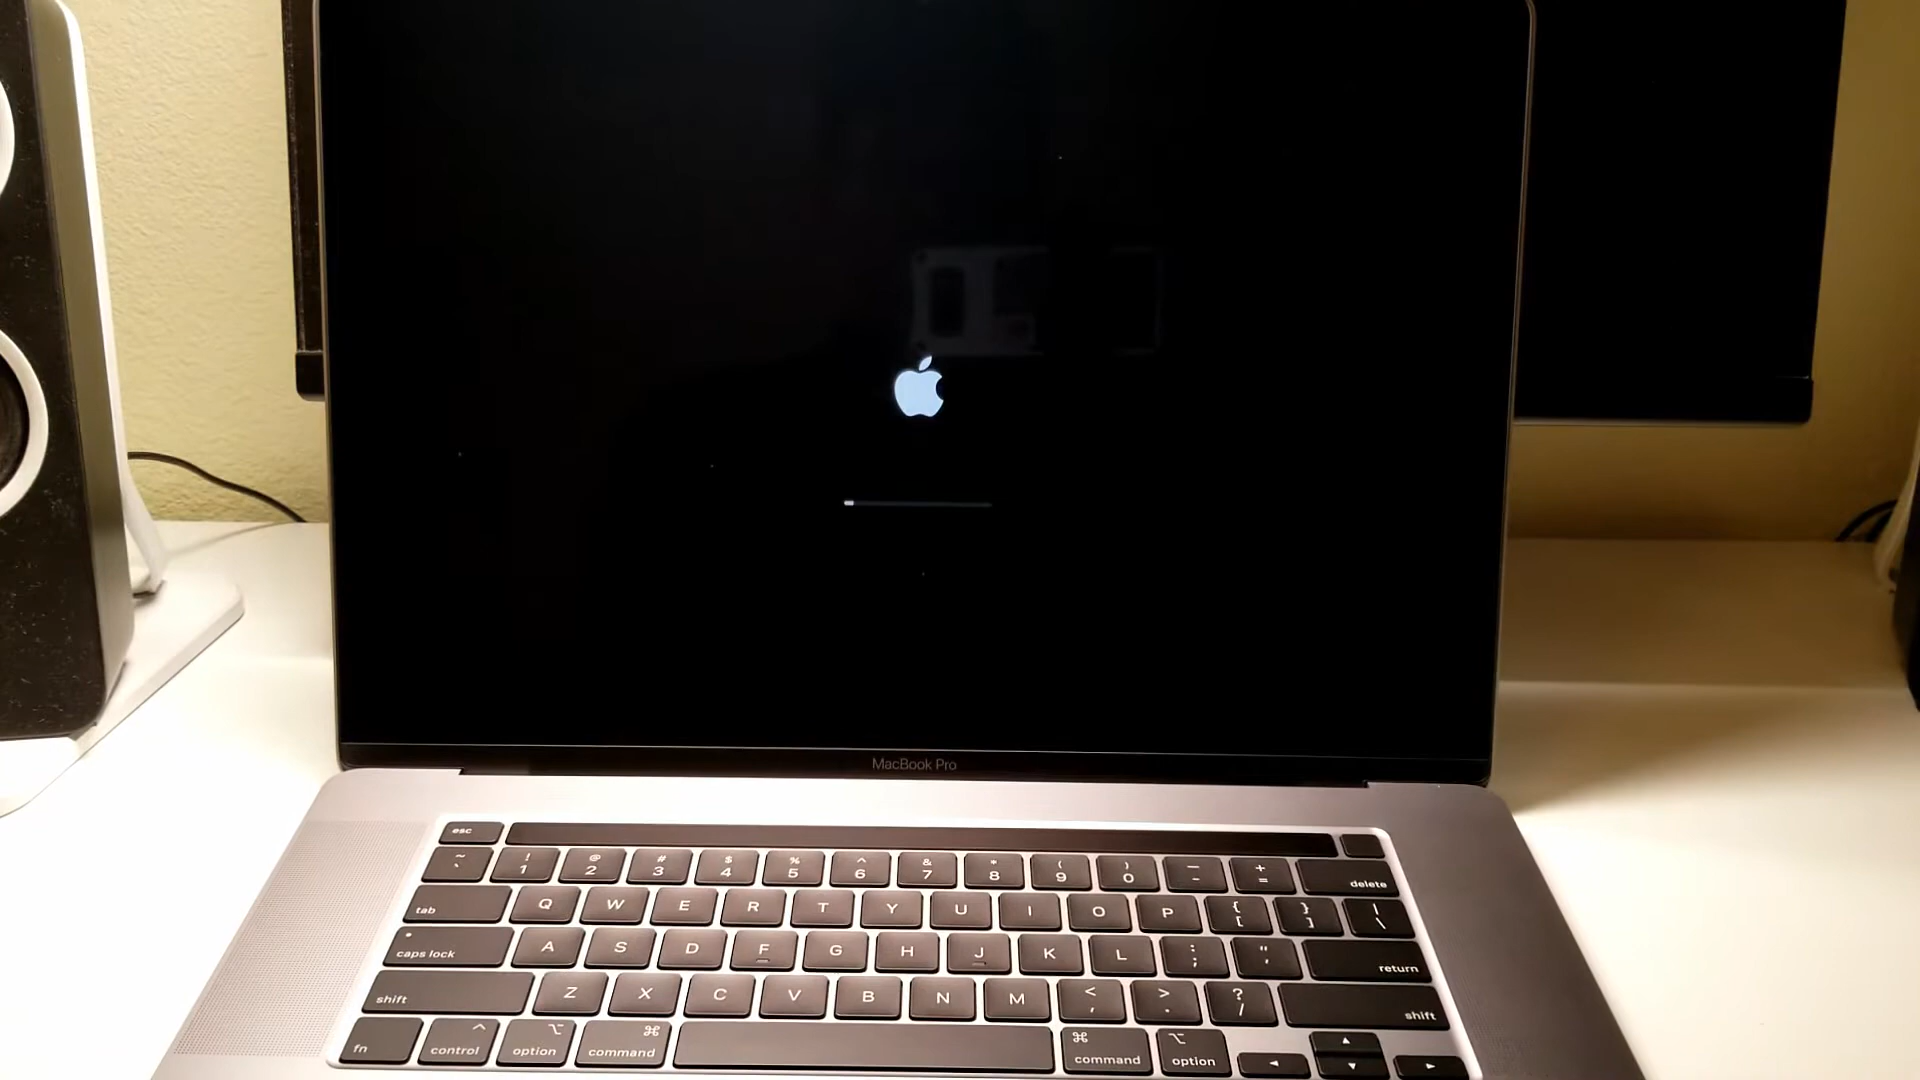 MacBook Pro
esc
~ ! @ # $ % ^ & * ( ) — +
` 1 2 3 4 5 6 7 8 9 0 - = delete
tab Q W E R T Y U I O P { [ } ] | \
caps lock A S D F G H J K L : ; " ' return
shift Z X C V B N M < , > . ? / shift
fn control option command command option